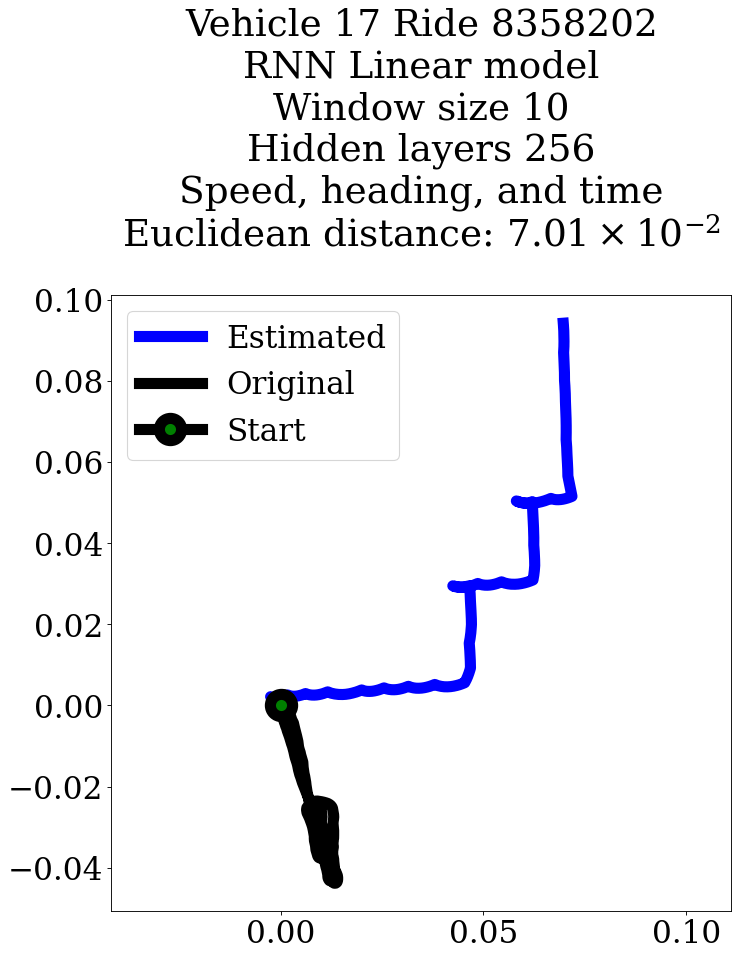 Vehicle 17 Ride 8358202
RNN Linear model
Window size 10
Hidden layers 256
Speed, heading, and time
Euclidean distance: 7.01 × 10⁻²
0.10
0.08
0.06
0.04
0.02
0.00
−0.02
−0.04
Estimated
Original
Start
0.00 0.05 0.10